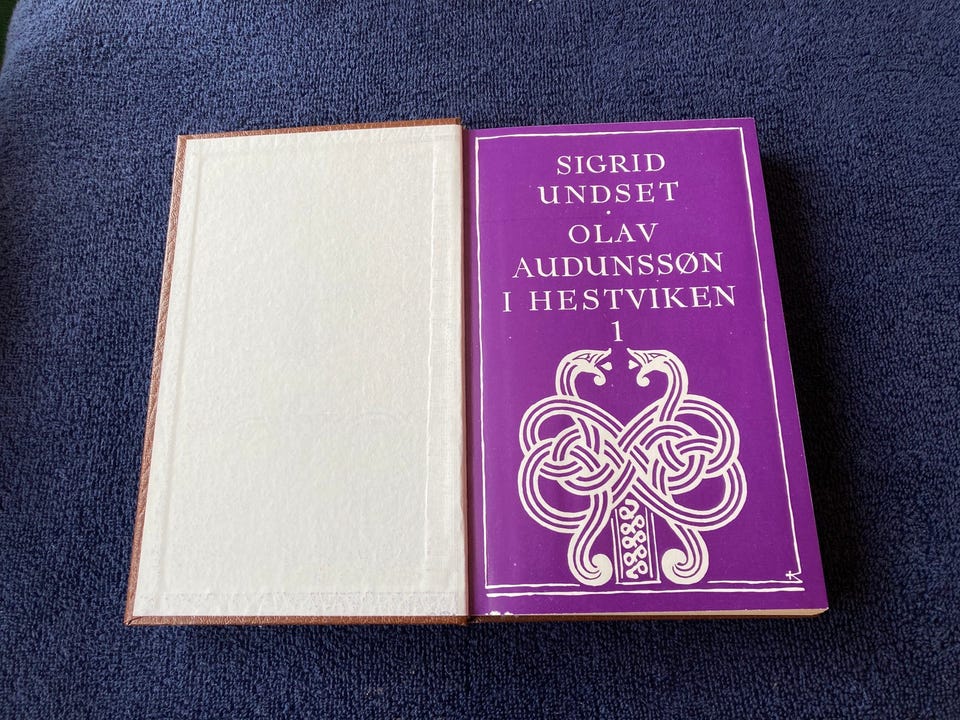 SIGRID
UNDSET
·
OLAV
AUDUNSSØN
I HESTVIKEN
1